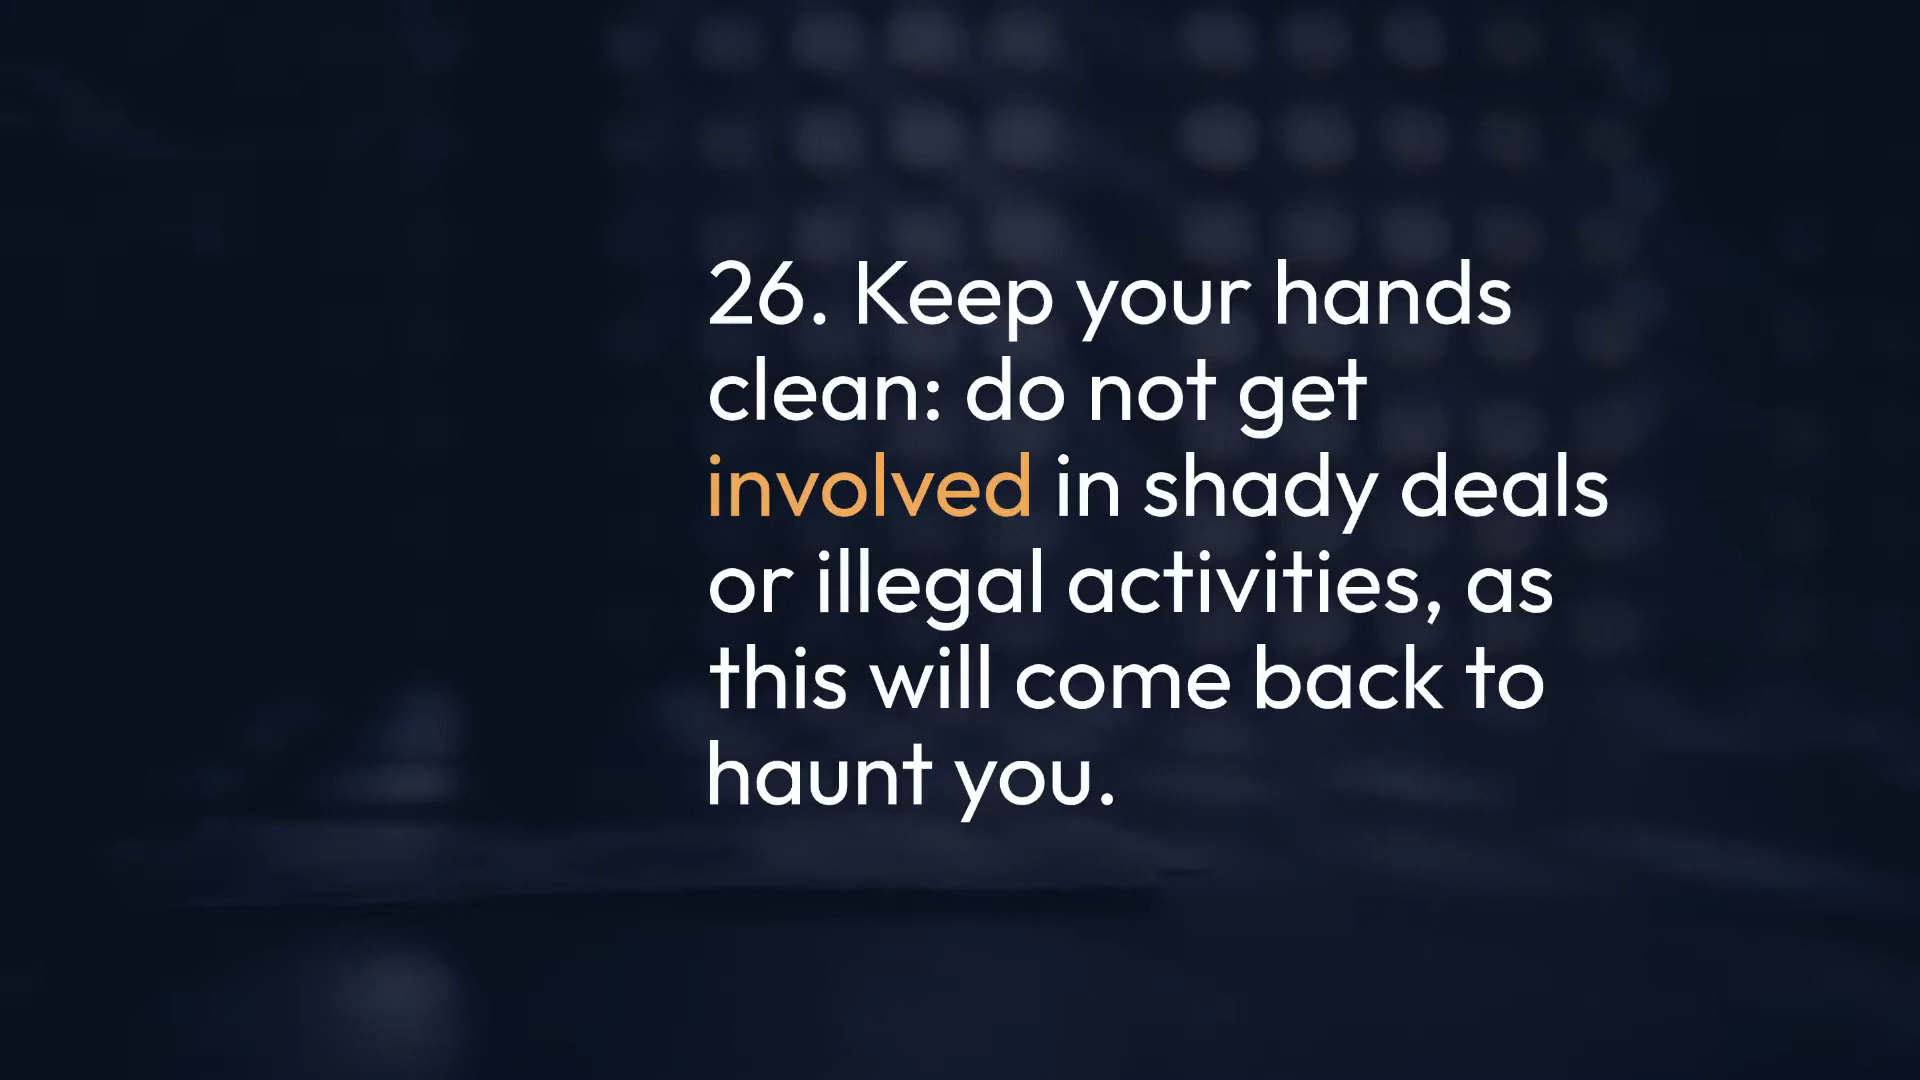 26. Keep your hands
clean: do not get
involved in shady deals
or illegal activities, as
this will come back to
haunt you.